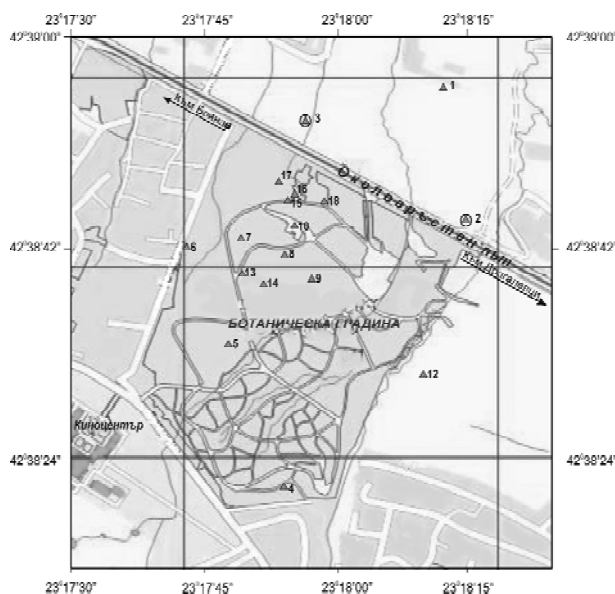 23°17'30" 23°17'45" 23°18'00" 23°18'15"
42°39'00" 42°39'00"
1
Към Бояна
3
17
16
15 18
Околовръстен път
2
10
7
42°38'42" 6 8 42°38'42"
Към Драгалевци
13
14 9
БОТАНИЧЕСКА ГРАДИНА
5
12
Киноцентър
42°38'24" 42°38'24"
4
23°17'30" 23°17'45" 23°18'00" 23°18'15"